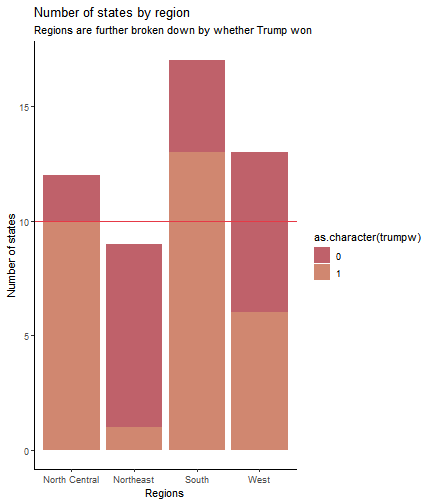 Number of states by region
Regions are further broken down by whether Trump won
Number of states
15
10
5
0
North Central
Northeast
South
West
Regions
as.character(trumpw)
0
1